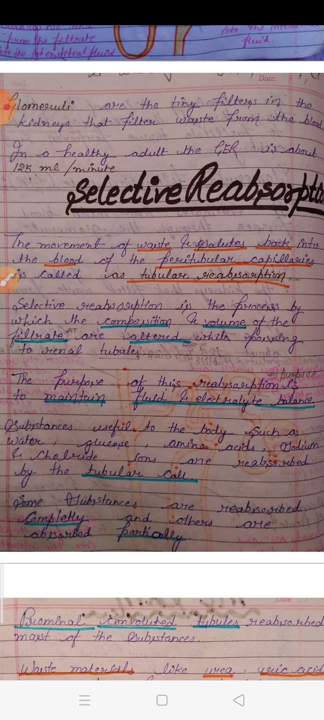 from the filtrate
fluid
Glomeruli are the tiny filters in the
kidneys that filter waste from the blood
In a healthy adult the GFR is about
125 ml/minute
Selective Reabsorptio
The movement of waste & solutes back into
the blood of the peritubular capillaries
is called as tubular reabsorption.
Selective reabsorption in the process by
which the composition & volume of the
filtrate are altered while passing
to renal tubules.
The purpose of this reabsorption is
to maintain fluid & electrolyte balance
Substances useful to the body such as
water, glucose, amino acids, sodium
& chloride ions are reabsorbed
by the tubular cell
Some substances are reabsorbed
completly and others are
absorbed partially.
convoluted tubules reabsorbed
most of the substances.
Waste materials like urea, uric acid